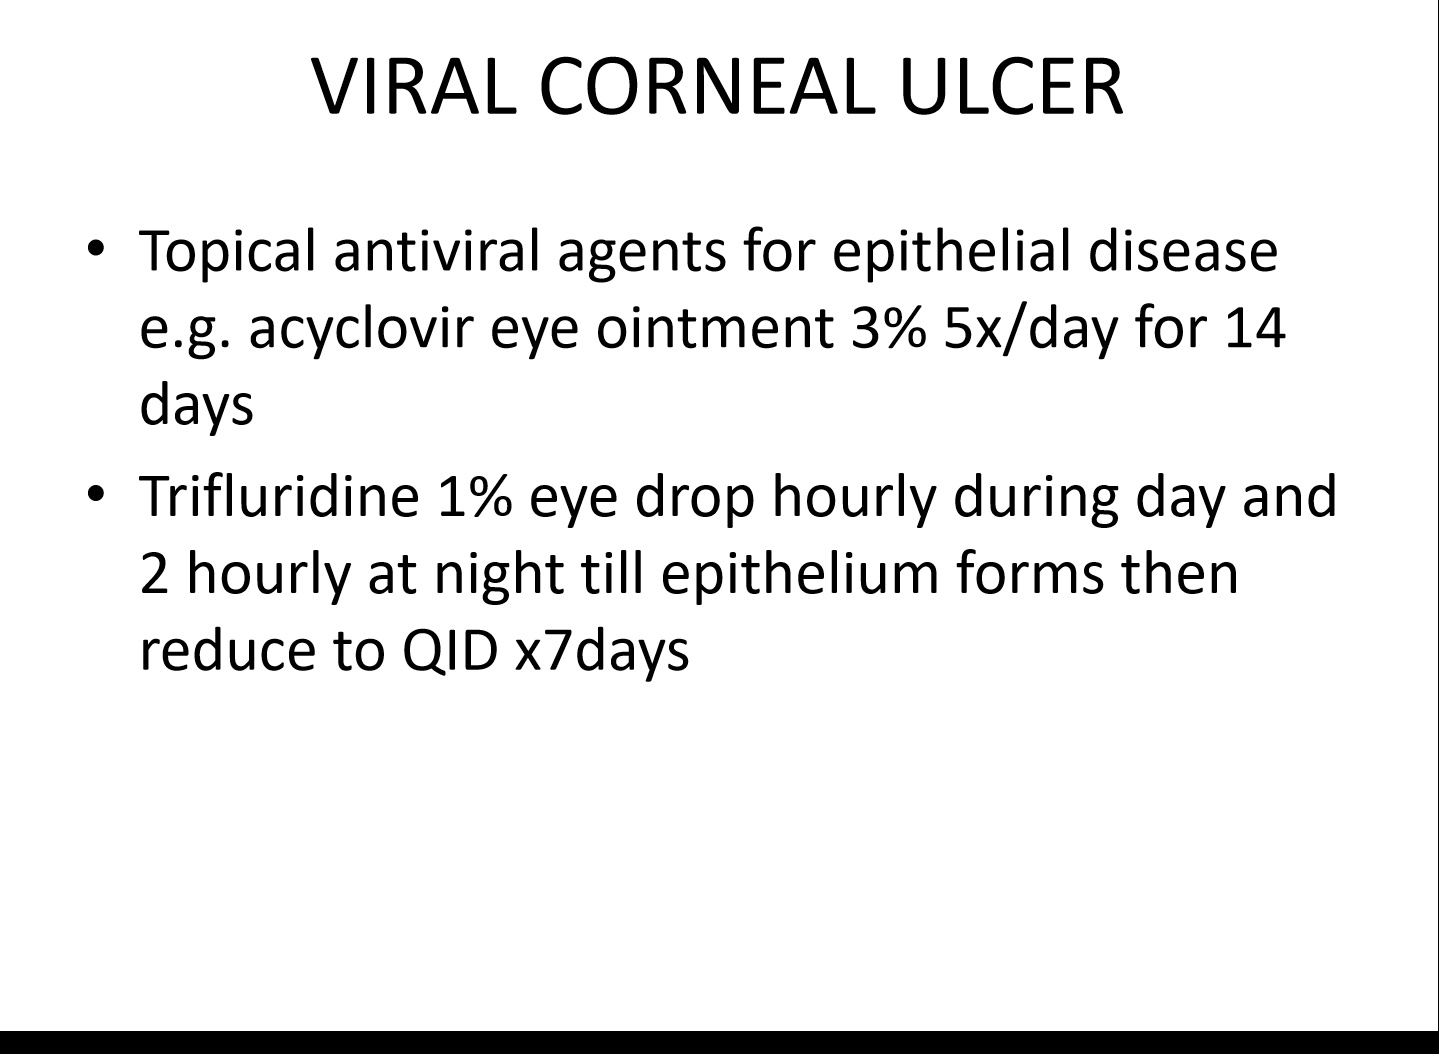 VIRAL CORNEAL ULCER
• Topical antiviral agents for epithelial disease
e.g. acyclovir eye ointment 3% 5x/day for 14
days
• Trifluridine 1% eye drop hourly during day and
2 hourly at night till epithelium forms then
reduce to QID x7days